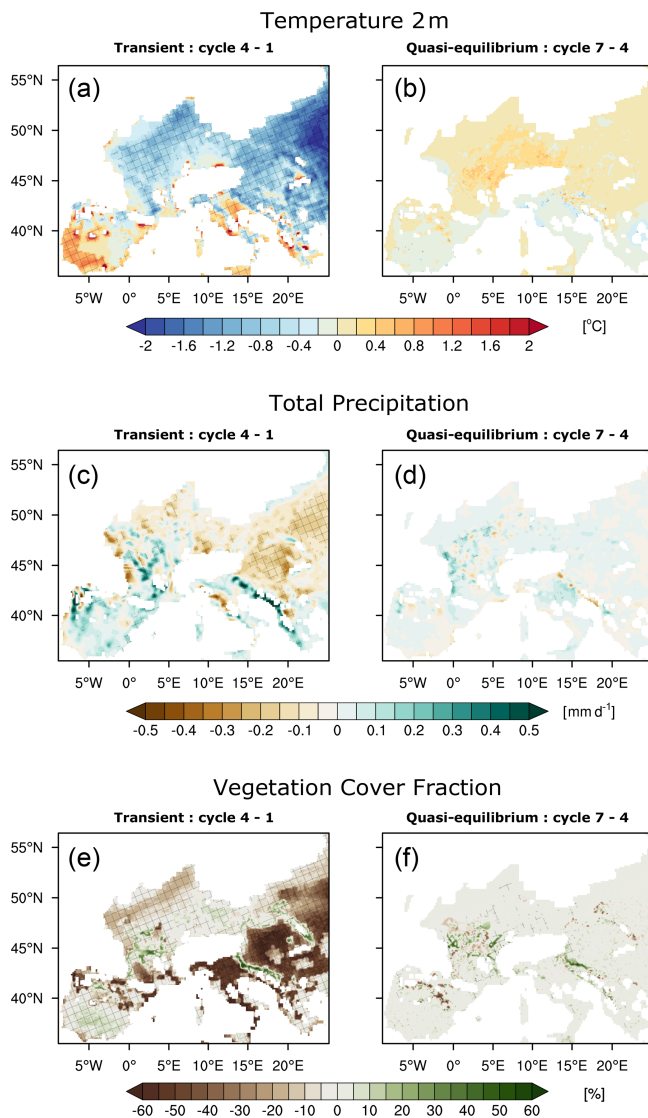 Temperature 2m
Transient : cycle 4 - 1
Quasi-equilibrium : cycle 7 - 4
(a)
(b)
55°N
50°N
45°N
40°N
5°W 0° 5°E 10°E 15°E 20°E
5°W 0° 5°E 10°E 15°E 20°E
-2 -1.6 -1.2 -0.8 -0.4 0 0.4 0.8 1.2 1.6 2 [°C]
Total Precipitation
Transient : cycle 4 - 1
Quasi-equilibrium : cycle 7 - 4
(c)
(d)
55°N
50°N
45°N
40°N
5°W 0° 5°E 10°E 15°E 20°E
5°W 0° 5°E 10°E 15°E 20°E
-0.5 -0.4 -0.3 -0.2 -0.1 0 0.1 0.2 0.3 0.4 0.5 [mm d⁻¹]
Vegetation Cover Fraction
Transient : cycle 4 - 1
Quasi-equilibrium : cycle 7 - 4
(e)
(f)
55°N
50°N
45°N
40°N
5°W 0° 5°E 10°E 15°E 20°E
5°W 0° 5°E 10°E 15°E 20°E
-60 -50 -40 -30 -20 -10 0 10 20 30 40 50 60 [%]